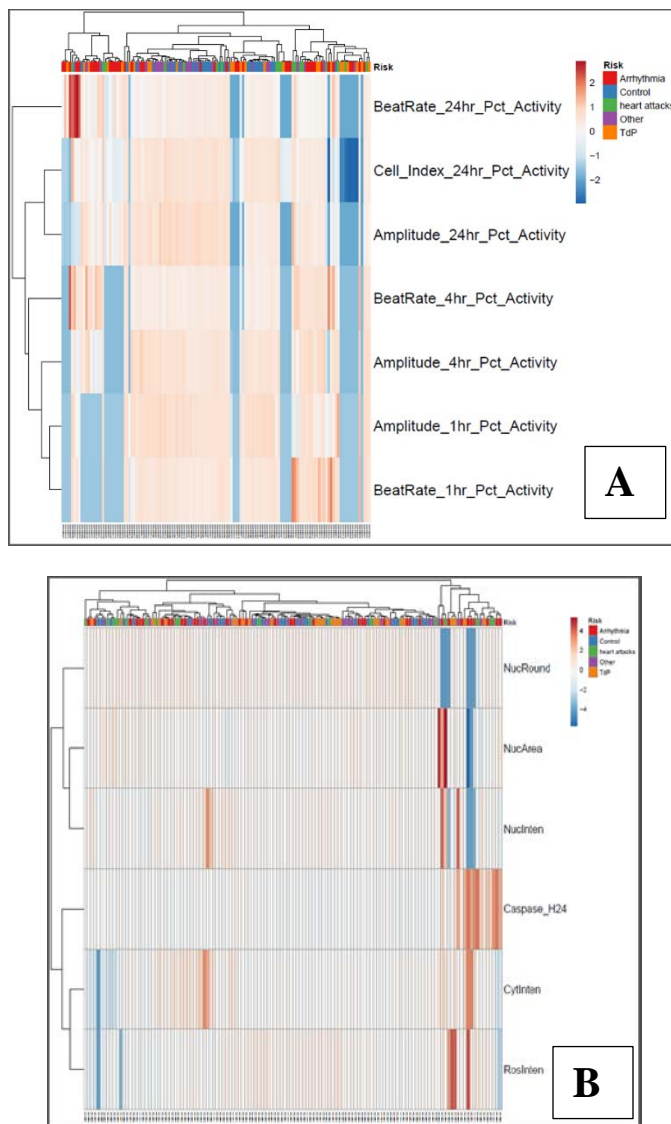 Risk
BeatRate_24hr_Pct_Activity
Cell_Index_24hr_Pct_Activity
Amplitude_24hr_Pct_Activity
BeatRate_4hr_Pct_Activity
Amplitude_4hr_Pct_Activity
Amplitude_1hr_Pct_Activity
BeatRate_1hr_Pct_Activity
2
1
0
−1
−2
Risk
Arrhythmia
Control
heart attacks
Other
TdP
A
Risk
NucRound
NucArea
NucInten
Caspase_H24
CytInten
RosInten
4
2
0
−2
−4
Risk
Arrhythmia
Control
heart attacks
Other
TdP
B